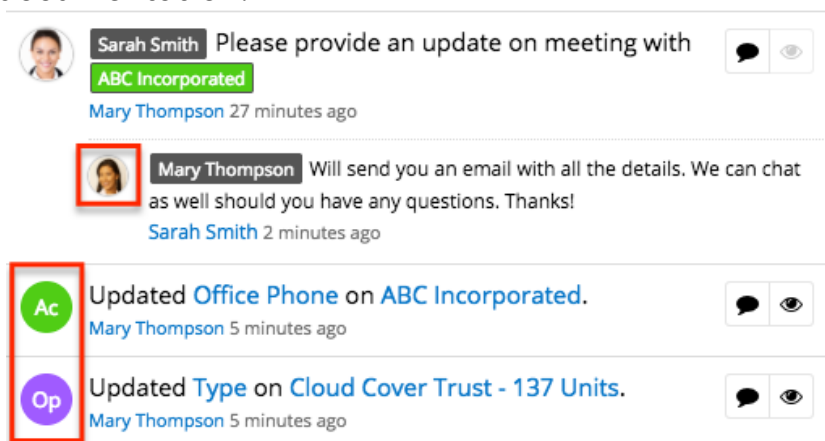 Sarah Smith Please provide an update on meeting with
ABC Incorporated
Mary Thompson 27 minutes ago
Mary Thompson Will send you an email with all the details. We can chat
as well should you have any questions. Thanks!
Sarah Smith 2 minutes ago
Ac Updated Office Phone on ABC Incorporated.
Mary Thompson 5 minutes ago
Op Updated Type on Cloud Cover Trust - 137 Units.
Mary Thompson 5 minutes ago